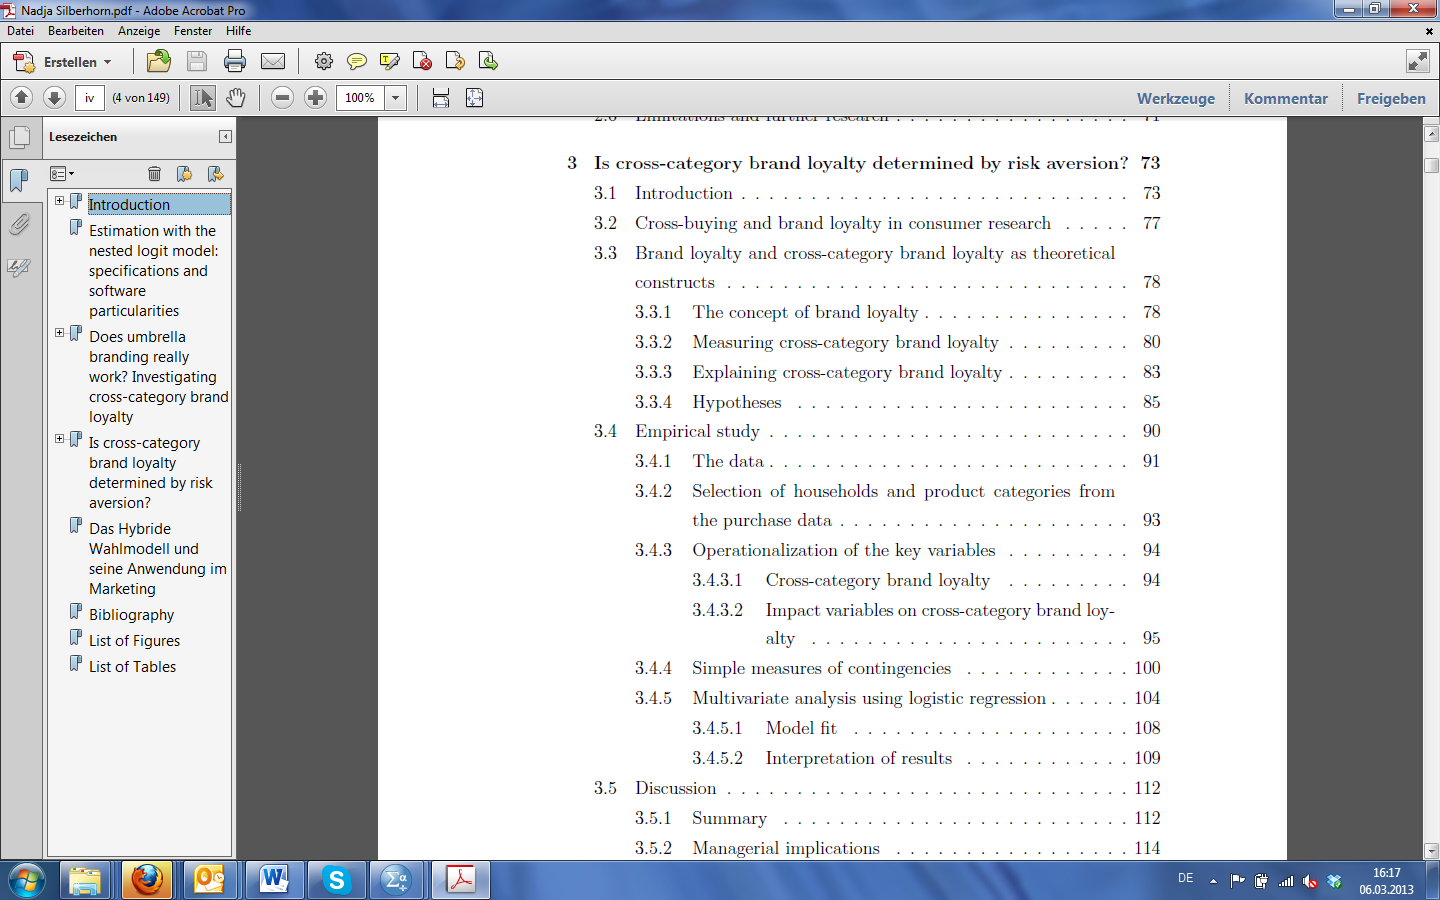 Nadja Silberhorn.pdf - Adobe Acrobat Pro
Datei Bearbeiten Anzeige Fenster Hilfe
Erstellen
iv (4 von 149) 100% Werkzeuge Kommentar Freigeben
Lesezeichen
Introduction
Estimation with the
nested logit model:
specifications and
software
particularities
Does umbrella
branding really
work? Investigating
cross-category brand
loyalty
Is cross-category
brand loyalty
determined by risk
aversion?
Das Hybride
Wahlmodell und
seine Anwendung im
Marketing
Bibliography
List of Figures
List of Tables
2.6 Limitations and further research . . . . . . . . . . . . . . . . . 71
3 Is cross-category brand loyalty determined by risk aversion? 73
3.1 Introduction . . . . . . . . . . . . . . . . . . . . . . . . . . . . 73
3.2 Cross-buying and brand loyalty in consumer research . . . . . 77
3.3 Brand loyalty and cross-category brand loyalty as theoretical
constructs . . . . . . . . . . . . . . . . . . . . . . . . . . . . . 78
3.3.1 The concept of brand loyalty . . . . . . . . . . . . . . . 78
3.3.2 Measuring cross-category brand loyalty . . . . . . . . . 80
3.3.3 Explaining cross-category brand loyalty . . . . . . . . . 83
3.3.4 Hypotheses . . . . . . . . . . . . . . . . . . . . . . . . 85
3.4 Empirical study . . . . . . . . . . . . . . . . . . . . . . . . . . 90
3.4.1 The data . . . . . . . . . . . . . . . . . . . . . . . . . . 91
3.4.2 Selection of households and product categories from
the purchase data . . . . . . . . . . . . . . . . . . . . . 93
3.4.3 Operationalization of the key variables . . . . . . . . . 94
3.4.3.1 Cross-category brand loyalty . . . . . . . . . 94
3.4.3.2 Impact variables on cross-category brand loy-
alty . . . . . . . . . . . . . . . . . . . . . . . 95
3.4.4 Simple measures of contingencies . . . . . . . . . . . . 100
3.4.5 Multivariate analysis using logistic regression . . . . . . 104
3.4.5.1 Model fit . . . . . . . . . . . . . . . . . . . . 108
3.4.5.2 Interpretation of results . . . . . . . . . . . . 109
3.5 Discussion . . . . . . . . . . . . . . . . . . . . . . . . . . . . . 112
3.5.1 Summary . . . . . . . . . . . . . . . . . . . . . . . . . 112
3.5.2 Managerial implications . . . . . . . . . . . . . . . . . 114
DE 16:17
06.03.2013